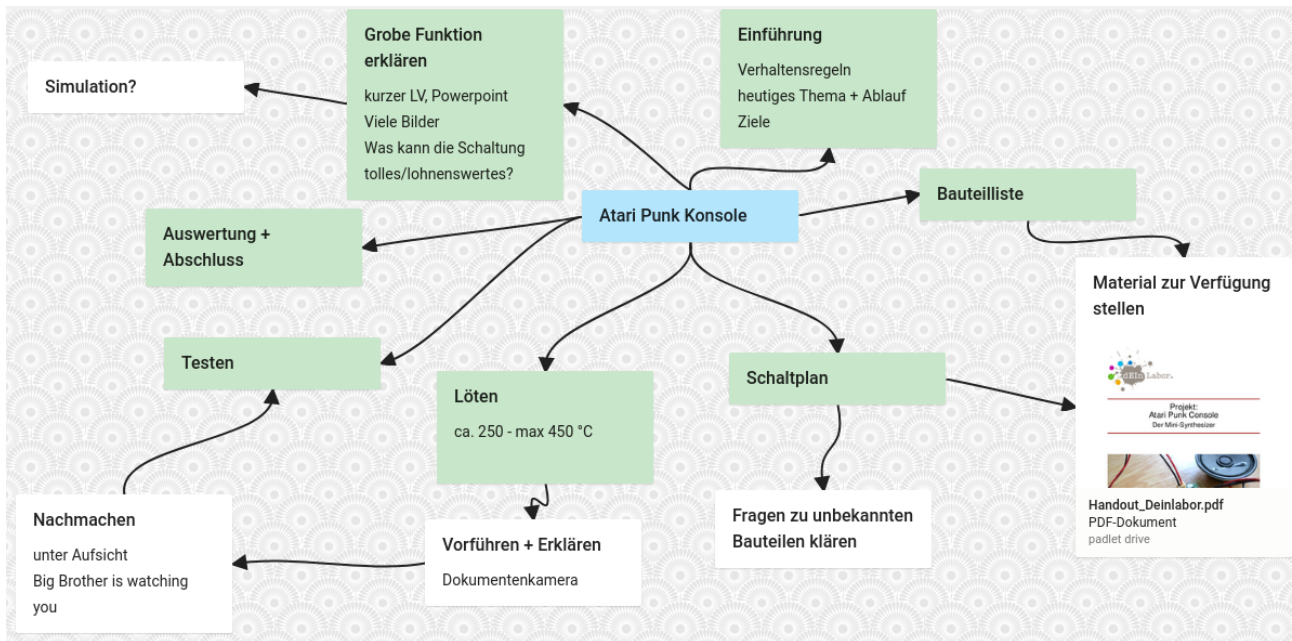 Grobe Funktion
erklären
kurzer LV, Powerpoint
Viele Bilder
Was kann die Schaltung
tolles/lohnenswertes?
Einführung
Verhaltensregeln
heutiges Thema + Ablauf
Ziele
Simulation?
Atari Punk Konsole
Bauteilliste
Auswertung +
Abschluss
Material zur Verfügung
stellen
dEIn Labor.
Projekt:
Atari Punk Console
Der Mini-Synthesizer
Handout_Deinlabor.pdf
PDF-Dokument
padlet drive
Testen
Löten
ca. 250 - max 450 °C
Schaltplan
Nachmachen
unter Aufsicht
Big Brother is watching
you
Vorführen + Erklären
Dokumentenkamera
Fragen zu unbekannten
Bauteilen klären